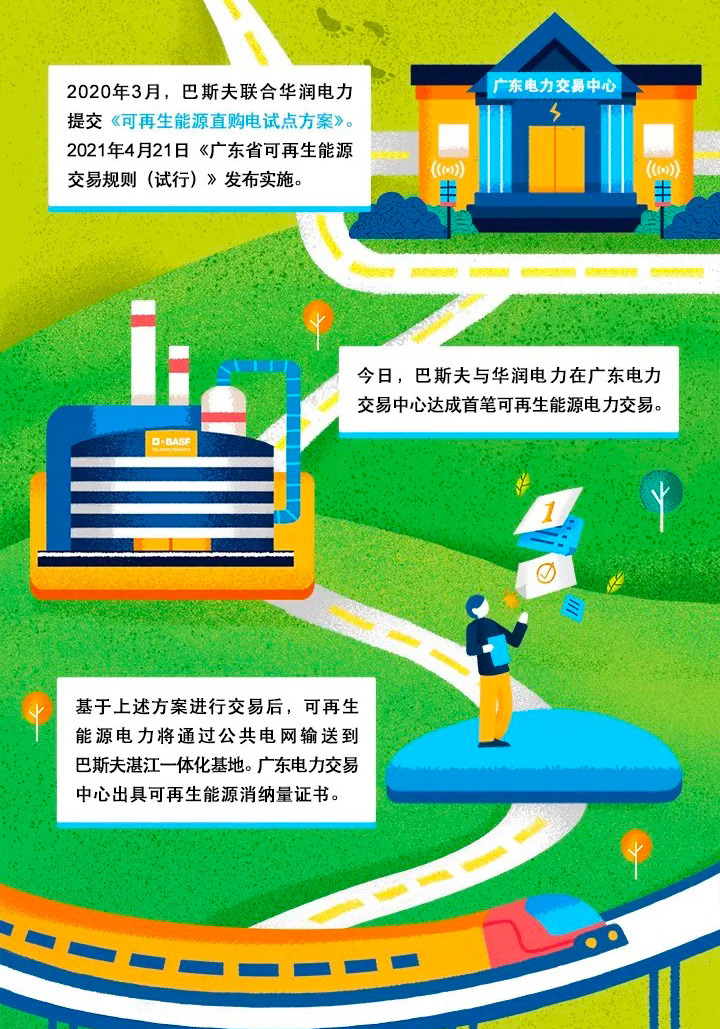 2020年3月，巴斯夫联合华润电力
提交《可再生能源直购电试点方案》。
2021年4月21日《广东省可再生能源
交易规则（试行）》发布实施。
广东电力交易中心
今日，巴斯夫与华润电力在广东电力
交易中心达成首笔可再生能源电力交易。
BASF
1
基于上述方案进行交易后，可再生
能源电力将通过公共电网输送到
巴斯夫湛江一体化基地。广东电力交易
中心出具可再生能源消纳量证书。